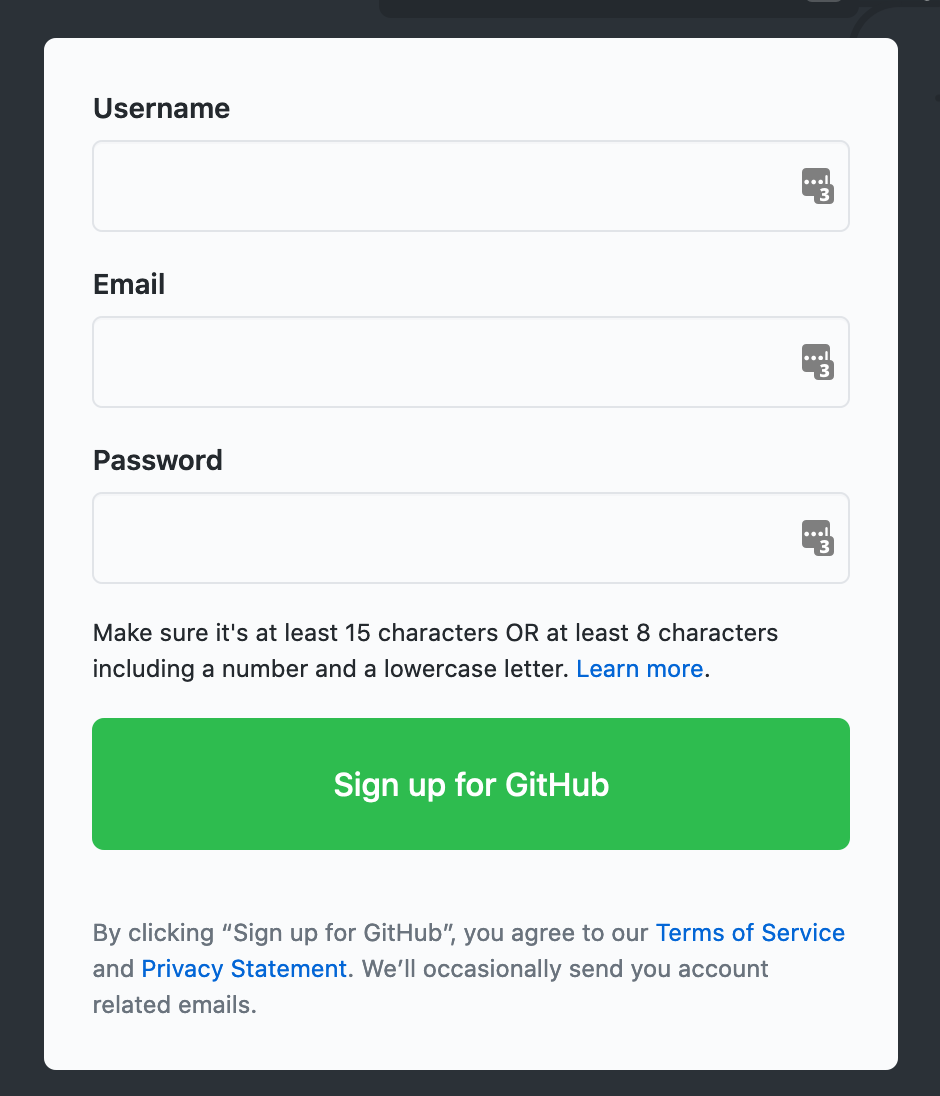 Username
3
Email
3
Password
3
Make sure it's at least 15 characters OR at least 8 characters
including a number and a lowercase letter. Learn more.
Sign up for GitHub
By clicking “Sign up for GitHub”, you agree to our Terms of Service
and Privacy Statement. We’ll occasionally send you account
related emails.